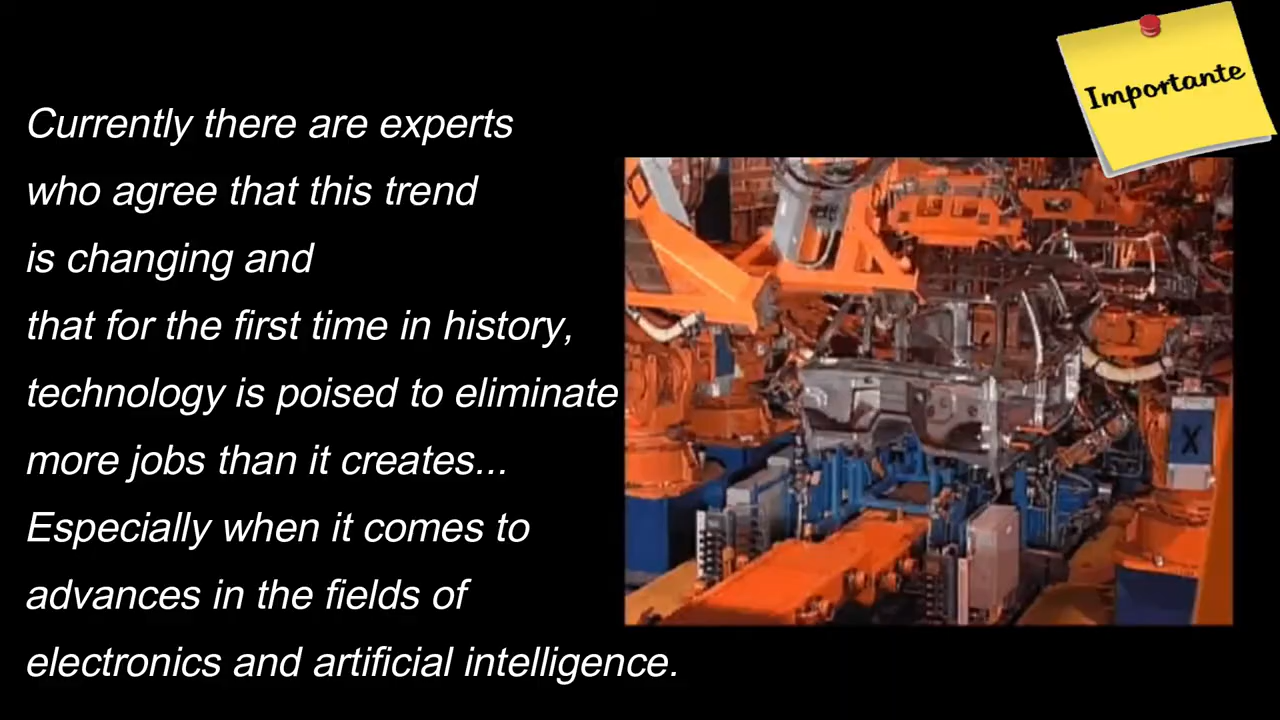 Importante
Currently there are experts
who agree that this trend
is changing and
that for the first time in history,
technology is poised to eliminate
more jobs than it creates...
Especially when it comes to
advances in the fields of
electronics and artificial intelligence.
X